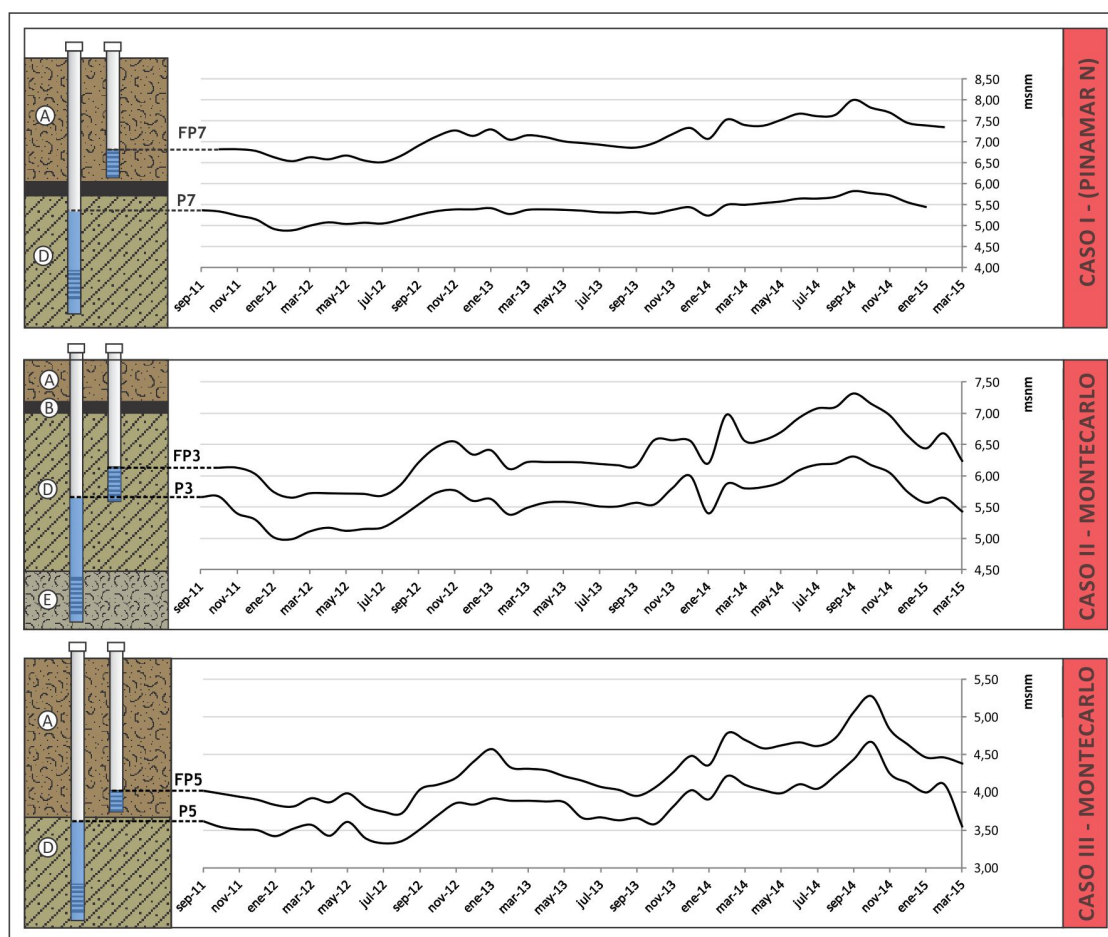 A
D
FP7
P7
8,50
8,00
7,50
7,00
6,50
6,00
5,50
5,00
4,50
4,00
msnm
sep-11
nov-11
ene-12
mar-12
may-12
jul-12
sep-12
nov-12
ene-13
mar-13
may-13
jul-13
sep-13
nov-13
ene-14
mar-14
may-14
jul-14
sep-14
nov-14
ene-15
mar-15
CASO I - (PINAMAR N)
A
B
D
E
FP3
P3
7,50
7,00
6,50
6,00
5,50
5,00
4,50
msnm
sep-11
nov-11
ene-12
mar-12
may-12
jul-12
sep-12
nov-12
ene-13
mar-13
may-13
jul-13
sep-13
nov-13
ene-14
mar-14
may-14
jul-14
sep-14
nov-14
ene-15
mar-15
CASO II - MONTECARLO
A
D
FP5
P5
5,50
5,00
4,50
4,00
3,50
3,00
msnm
sep-11
nov-11
ene-12
mar-12
may-12
jul-12
sep-12
nov-12
ene-13
mar-13
may-13
jul-13
sep-13
nov-13
ene-14
mar-14
may-14
jul-14
sep-14
nov-14
ene-15
mar-15
CASO III - MONTECARLO